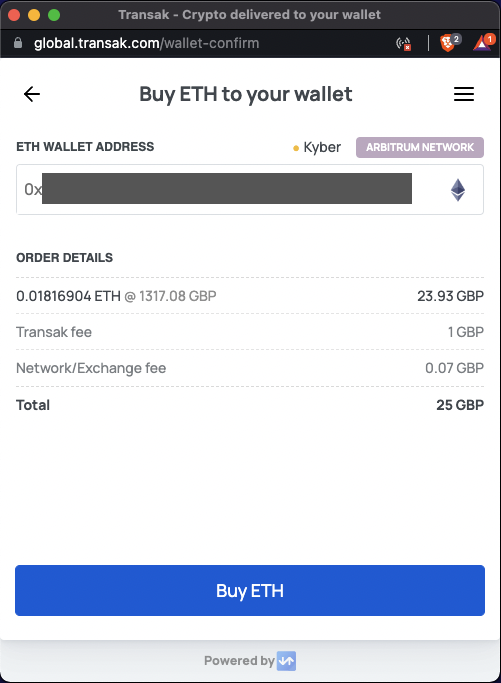 Transak - Crypto delivered to your wallet
global.transak.com/wallet-confirm
2
1
Buy ETH to your wallet
ETH WALLET ADDRESS
Kyber
ARBITRUM NETWORK
0x
ORDER DETAILS
0.01816904 ETH @ 1317.08 GBP 23.93 GBP
Transak fee 1 GBP
Network/Exchange fee 0.07 GBP
Total 25 GBP
Buy ETH
Powered by